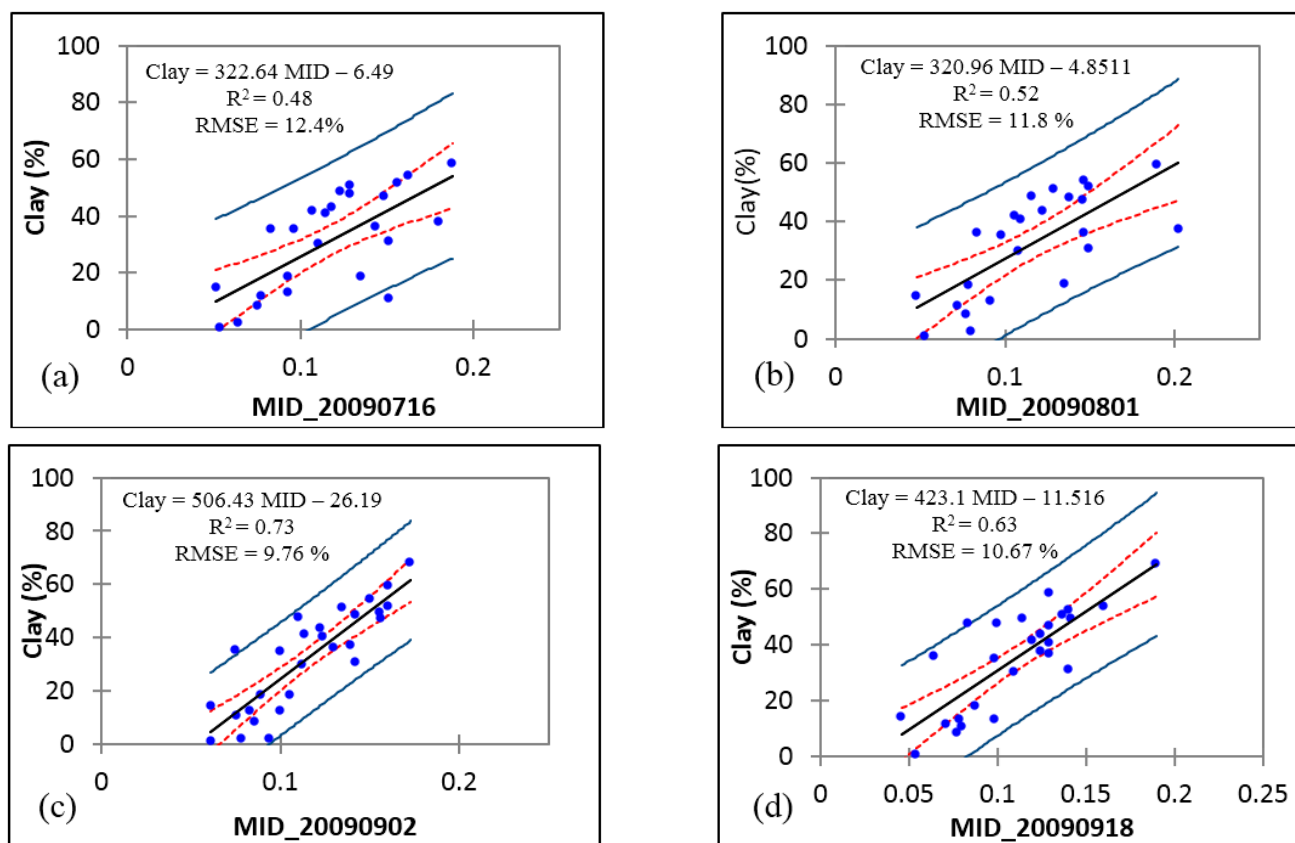 100
80
60
40
20
0
Clay (%)
Clay = 322.64 MID – 6.49
R² = 0.48
RMSE = 12.4%
0 0.1 0.2
(a)
MID_20090716
100
80
60
40
20
0
Clay(%)
Clay = 320.96 MID – 4.8511
R² = 0.52
RMSE = 11.8 %
0 0.1 0.2
(b)
MID_20090801
100
80
60
40
20
0
Clay (%)
Clay = 506.43 MID – 26.19
R² = 0.73
RMSE = 9.76 %
0 0.1 0.2
(c)
MID_20090902
100
80
60
40
20
0
Clay (%)
Clay = 423.1 MID – 11.516
R² = 0.63
RMSE = 10.67 %
0 0.05 0.1 0.15 0.2 0.25
(d)
MID_20090918